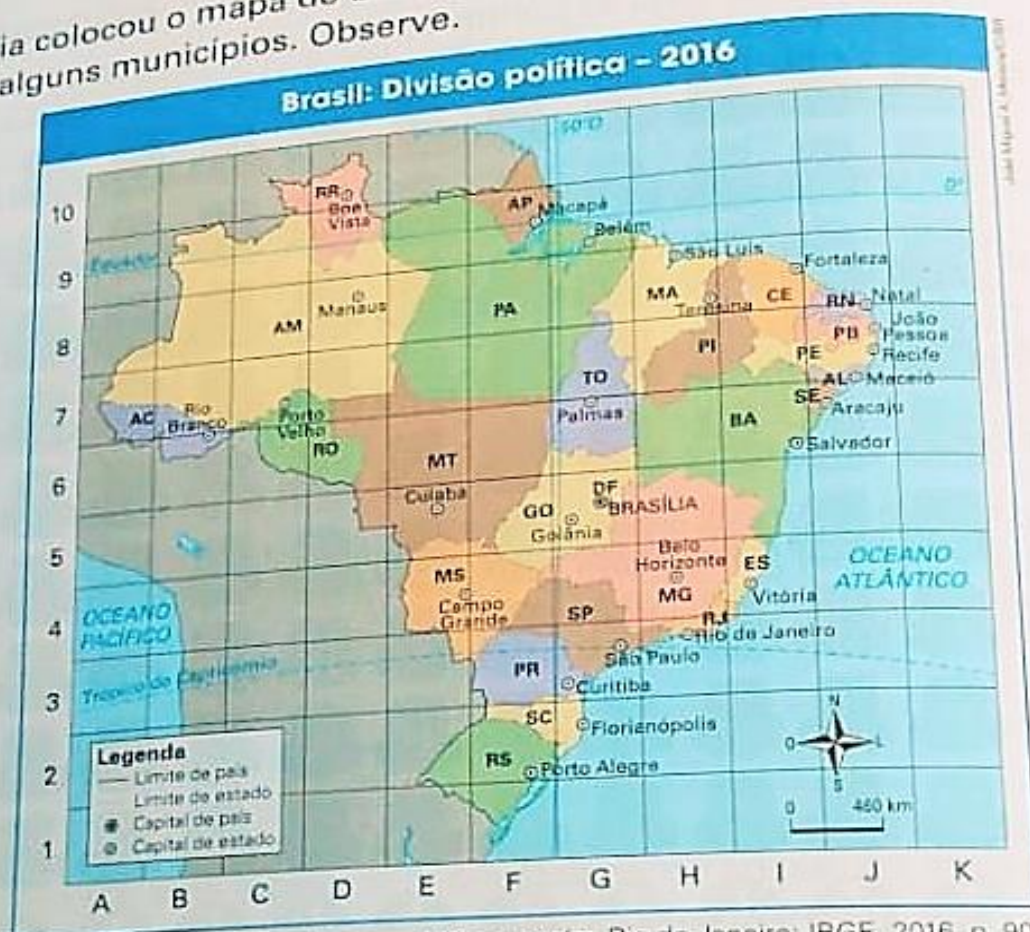 ia colocou o mapa
alguns municípios. Observe.
Brasil: Divisão política – 2016
10
9
8
7
6
5
4
3
2
1
A B C D E F G H I J K
0°
Equador
RR
Boa
Vista
AP
Macapá
Belém
São Luís
Fortaleza
Manaus
AM
PA
MA
Teresina
CE
RN
Natal
João
Pessoa
PB
PI
PE
Recife
TO
AL
Maceió
SE
Aracaju
AC
Rio
Branco
Porto
Velho
RO
Palmas
BA
Salvador
MT
Cuiabá
GO
DF
BRASÍLIA
Goiânia
Belo
Horizonte
MG
ES
Vitória
OCEANO
ATLÂNTICO
MS
Campo
Grande
SP
RJ
Rio de Janeiro
São Paulo
OCEANO
PACÍFICO
Trópico de Capricórnio
PR
Curitiba
SC
Florianópolis
RS
Porto Alegre
N
O
L
S
0 460 km
Legenda
Limite de país
Limite de estado
Capital de país
Capital de estado
Rio de Janeiro: IBGE, 2016. p. 90